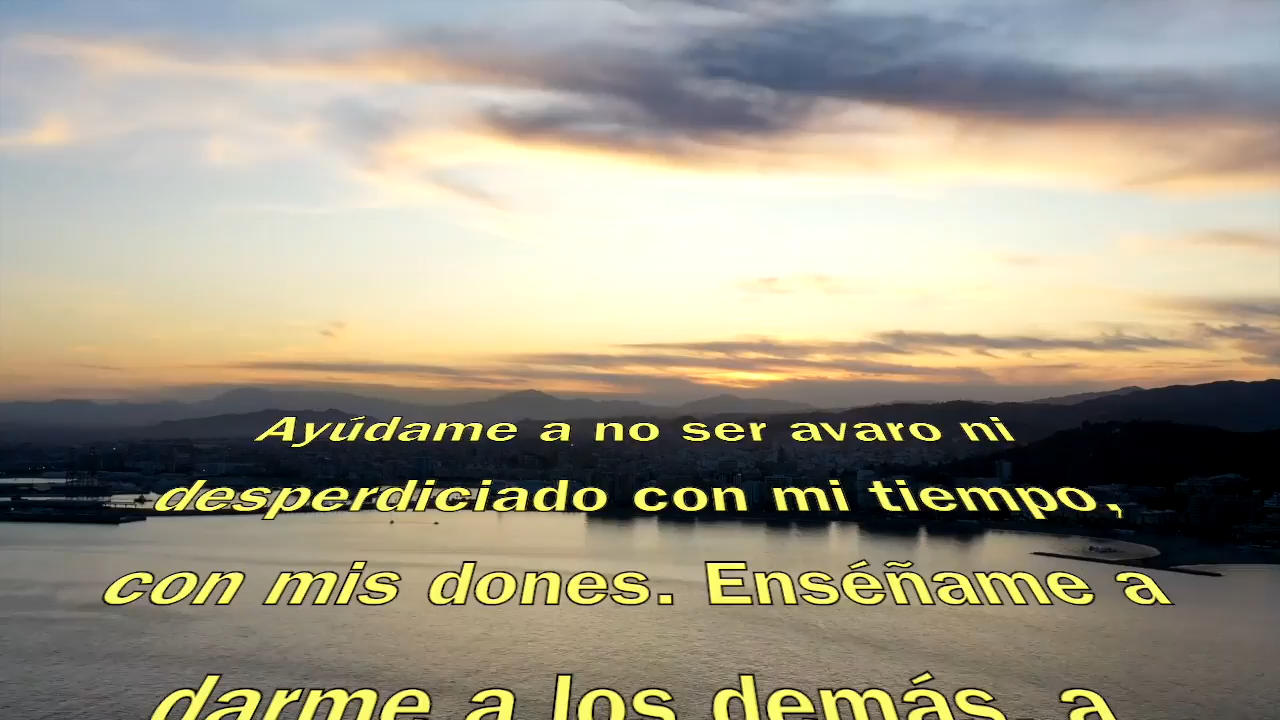 Ayúdame a no ser avaro ni
desperdiciado con mi tiempo,
con mis dones. Enséñame a
darme a los demás, a